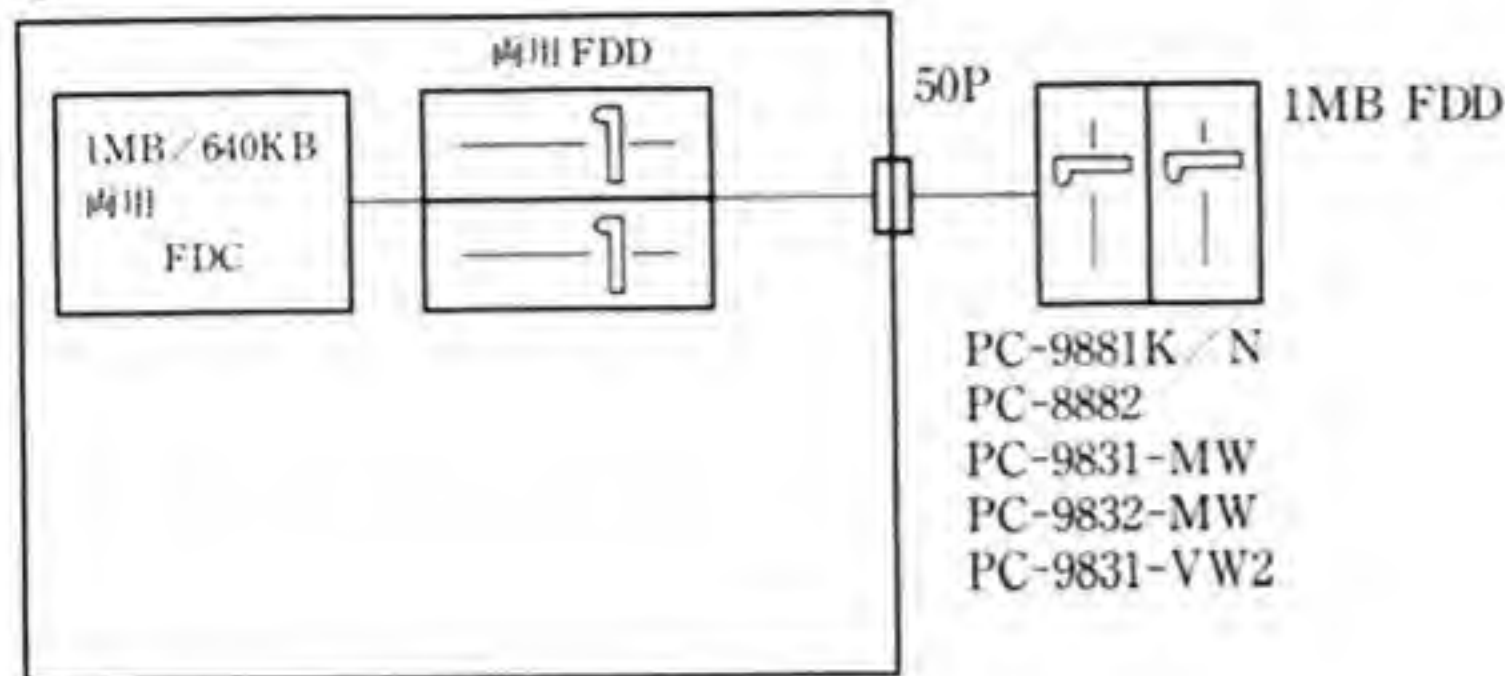 両用FDD
1MB/640KB
両用
FDC
50P
1MB FDD
PC-9881K/N
PC-8882
PC-9831-MW
PC-9832-MW
PC-9831-VW2